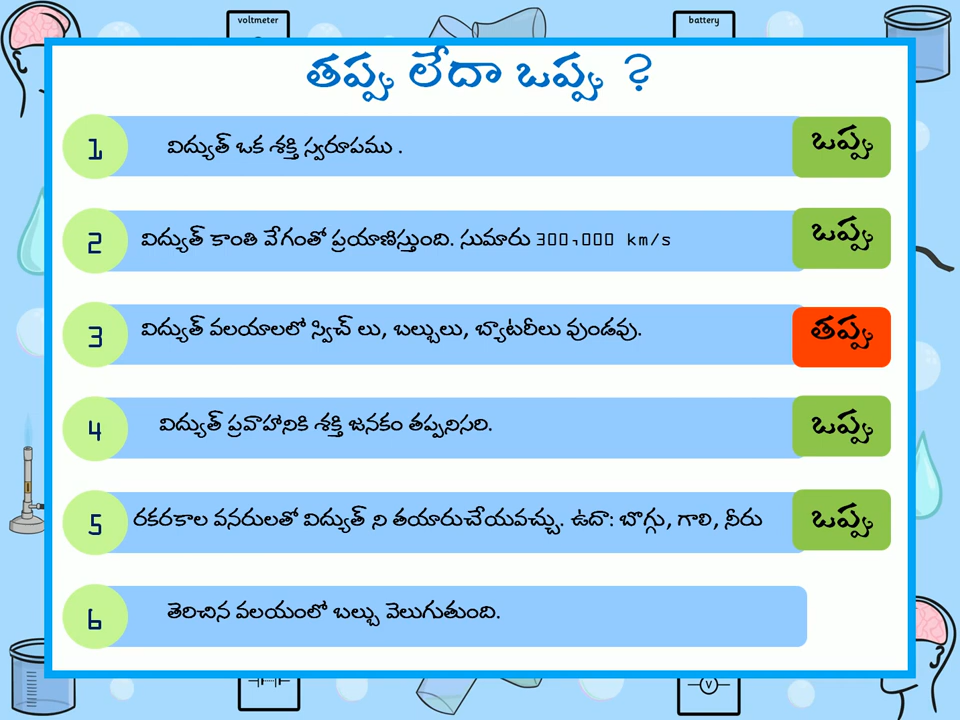 voltmeter
battery
తప్పు లేదా ఒప్పు ?
1 విద్యుత్ ఒక శక్తి స్వరూపము . ఒప్పు
2 విద్యుత్ కాంతి వేగంతో ప్రయాణిస్తుంది. సుమారు 300,000 km/s ఒప్పు
3 విద్యుత్ వలయాలలో స్విచ్ లు, బల్బులు, బ్యాటరీలు వుండవు. తప్పు
4 విద్యుత్ ప్రవాహానికి శక్తి జనకం తప్పనిసరి. ఒప్పు
5 రకరకాల వనరులతో విద్యుత్ ని తయారుచేయవచ్చు. ఉదా: బొగ్గు, గాలి, నీరు ఒప్పు
6 తెరిచిన వలయంలో బల్బు వెలుగుతుంది.
V